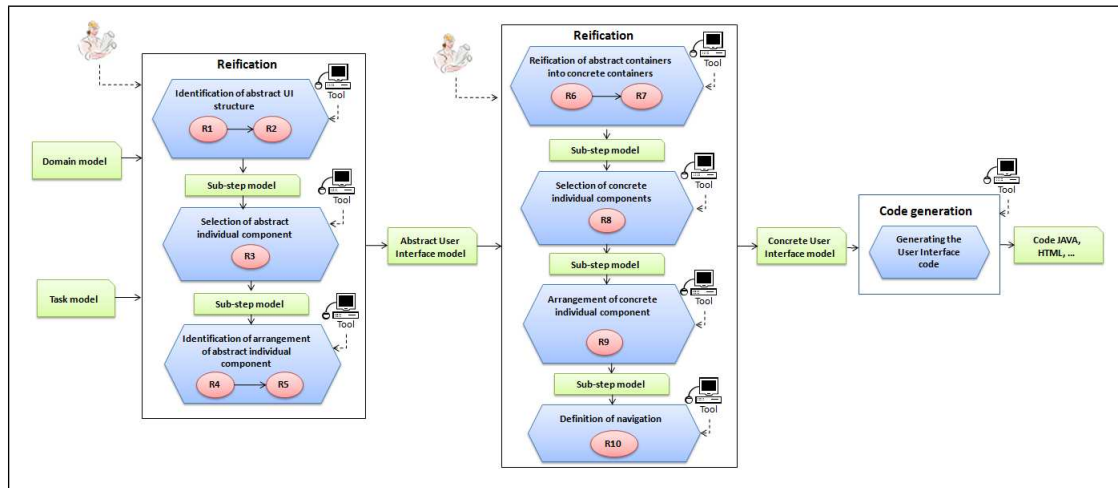 Reification
Tool
Identification of abstract UI
structure
R1
R2
Domain model
Sub-step model
Tool
Selection of abstract
individual component
R3
Task model
Sub-step model
Tool
Identification of arrangement
of abstract individual
component
R4
R5
Abstract User
Interface model
Reification
Tool
Reification of abstract containers
into concrete containers
R6
R7
Sub-step model
Tool
Selection of concrete
individual components
R8
Sub-step model
Tool
Arrangement of concrete
individual component
R9
Sub-step model
Tool
Definition of navigation
R10
Concrete User
Interface model
Tool
Code generation
Generating the
User Interface
code
Code JAVA,
HTML, ...